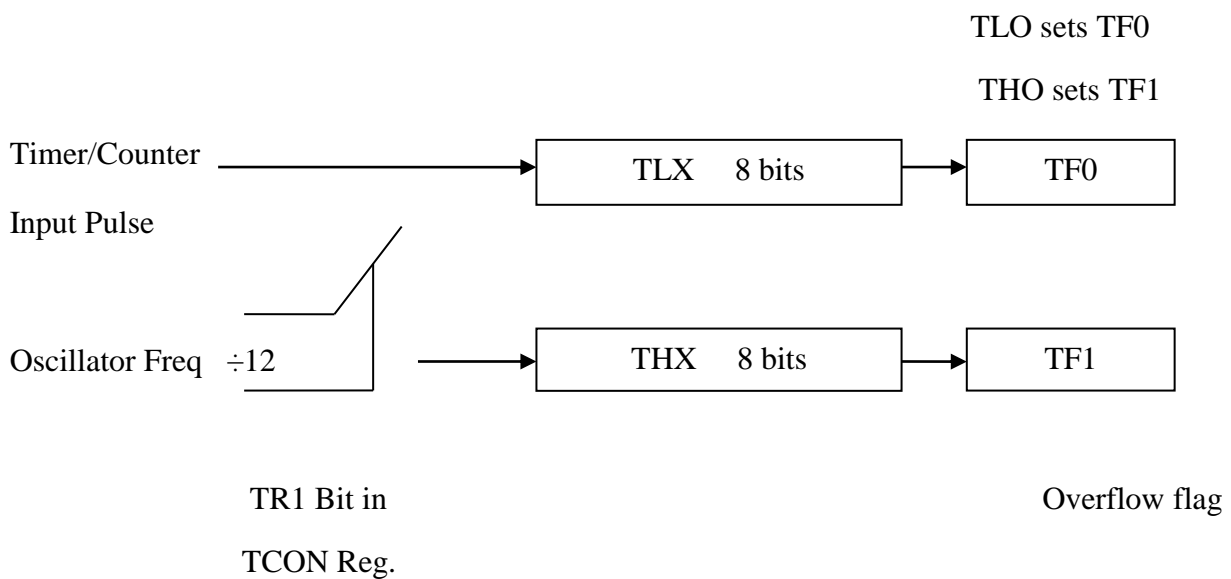 TLO sets TF0
THO sets TF1
Timer/Counter
Input Pulse
TLX 8 bits
TF0
Oscillator Freq ÷12
THX 8 bits
TF1
TR1 Bit in
TCON Reg.
Overflow flag